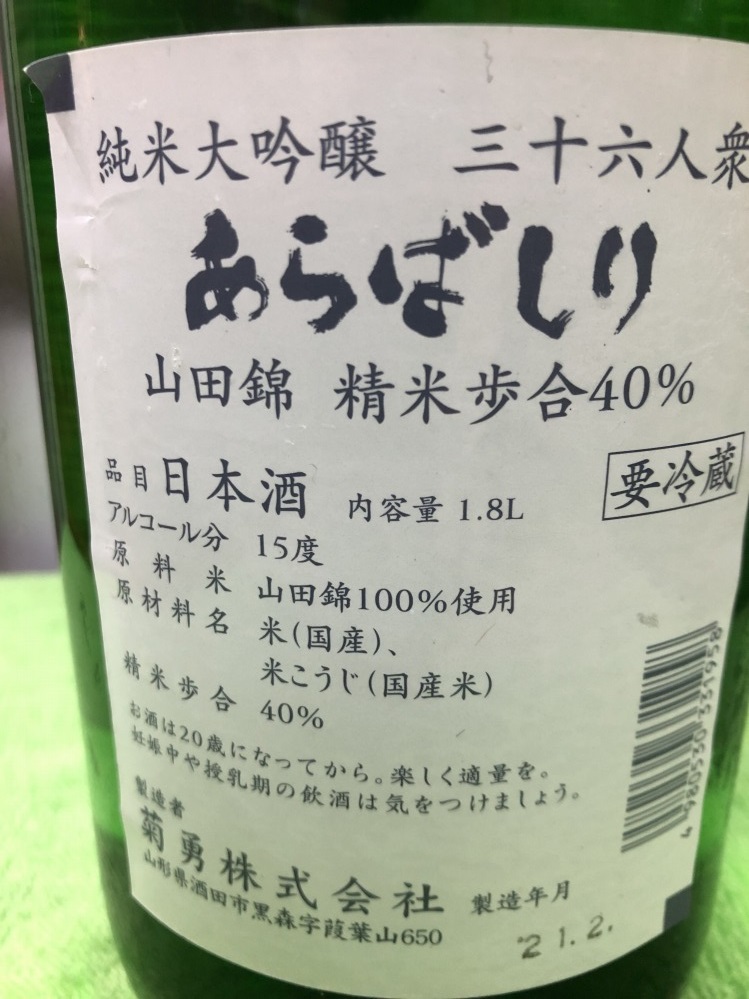 純米大吟醸 三十六人衆
あらばしり
山田錦 精米歩合40%
要冷蔵
品目 日本酒 内容量 1.8L
アルコール分 15度
原料米 山田錦100%使用
原材料名 米(国産)、
米こうじ(国産米)
精米歩合 40%
お酒は20歳になってから。楽しく適量を。
妊娠中や授乳期の飲酒は気をつけましょう。
製造者
菊勇株式会社 製造年月
山形県酒田市黒森字葭葉山650
21.2.
4 980530 331958